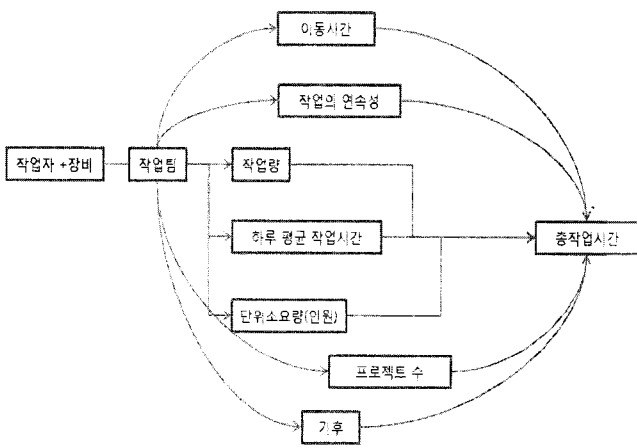 이동시간
작업의 연속성
작업자 +장비
작업팀
작업량
하루 평균 작업시간
총작업시간
단위소요량(인원)
프로젝트 수
기후